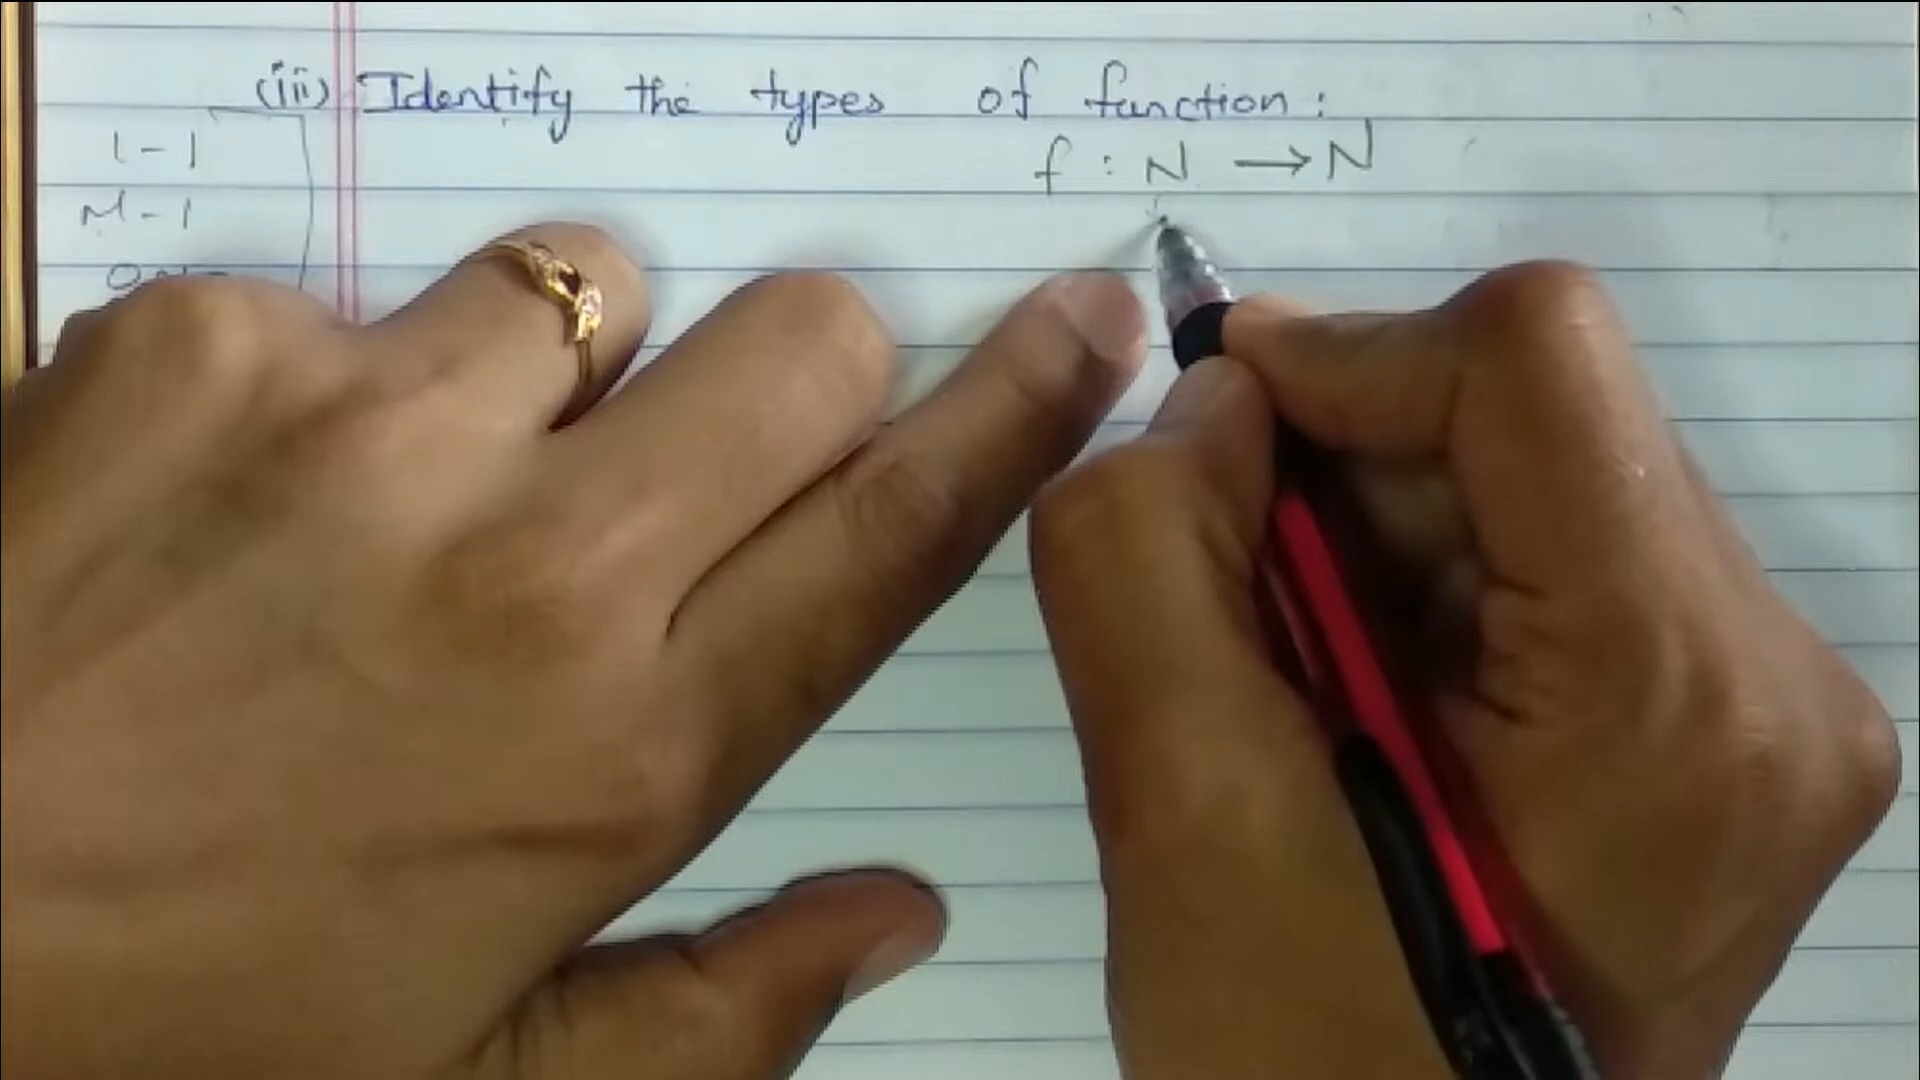 (iii) Identify the types of function:
f : N → N
1-1
M-1